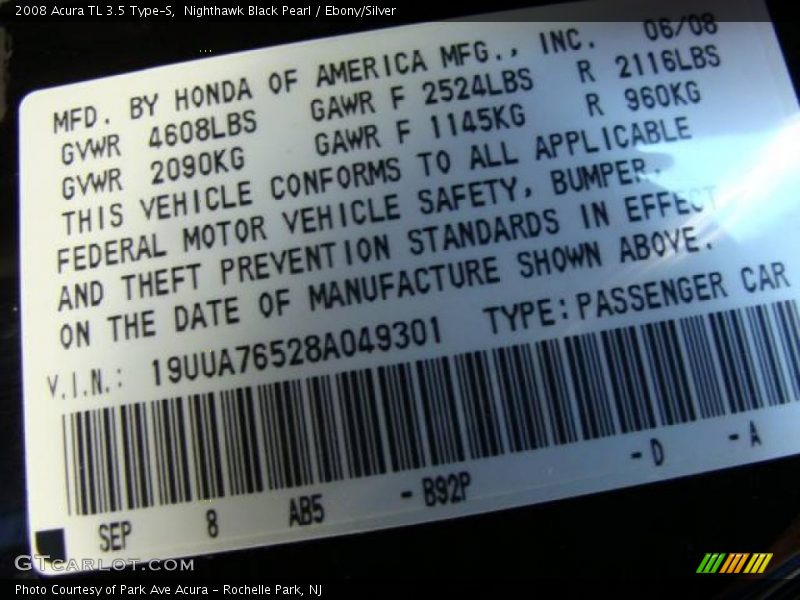 2008 Acura TL 3.5 Type-S, Nighthawk Black Pearl / Ebony/Silver
MFD. BY HONDA OF AMERICA MFG., INC. 06/08
GVWR 4608LBS GAWR F 2524LBS R 2116LBS
GVWR 2090KG GAWR F 1145KG R 960KG
THIS VEHICLE CONFORMS TO ALL APPLICABLE
FEDERAL MOTOR VEHICLE SAFETY, BUMPER,
AND THEFT PREVENTION STANDARDS IN EFFECT
ON THE DATE OF MANUFACTURE SHOWN ABOVE.
V.I.N.: 19UUA76528A049301 TYPE:PASSENGER CAR
SEP 8 AB5 -B92P -D -A
GTcarlot.com
Photo Courtesy of Park Ave Acura - Rochelle Park, NJ